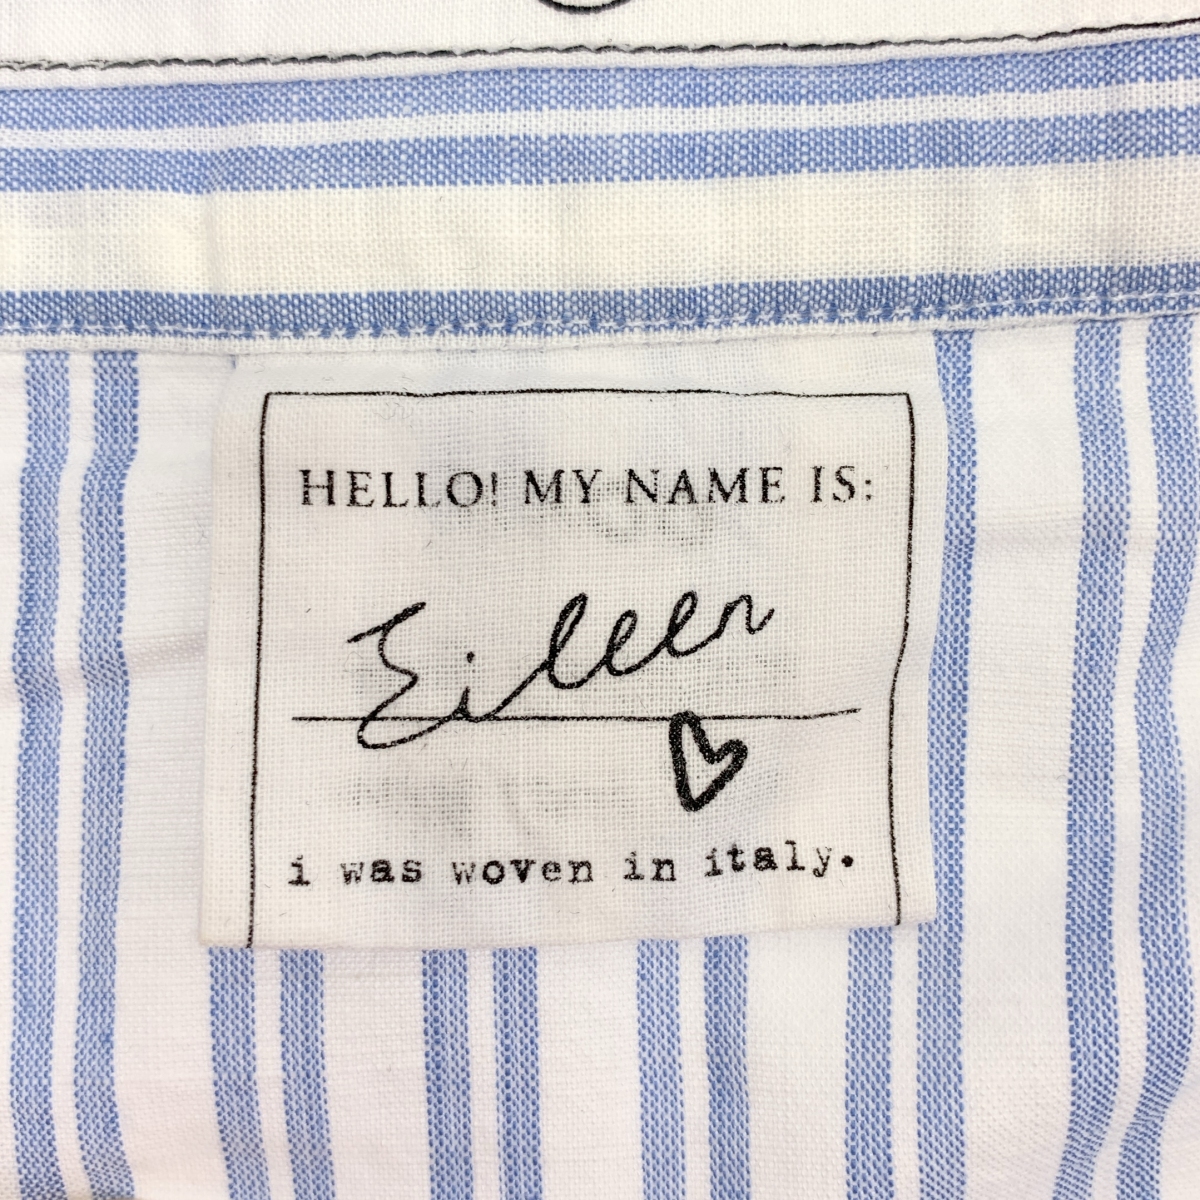 HELLO! MY NAME IS:
Eileen
i was woven in italy.